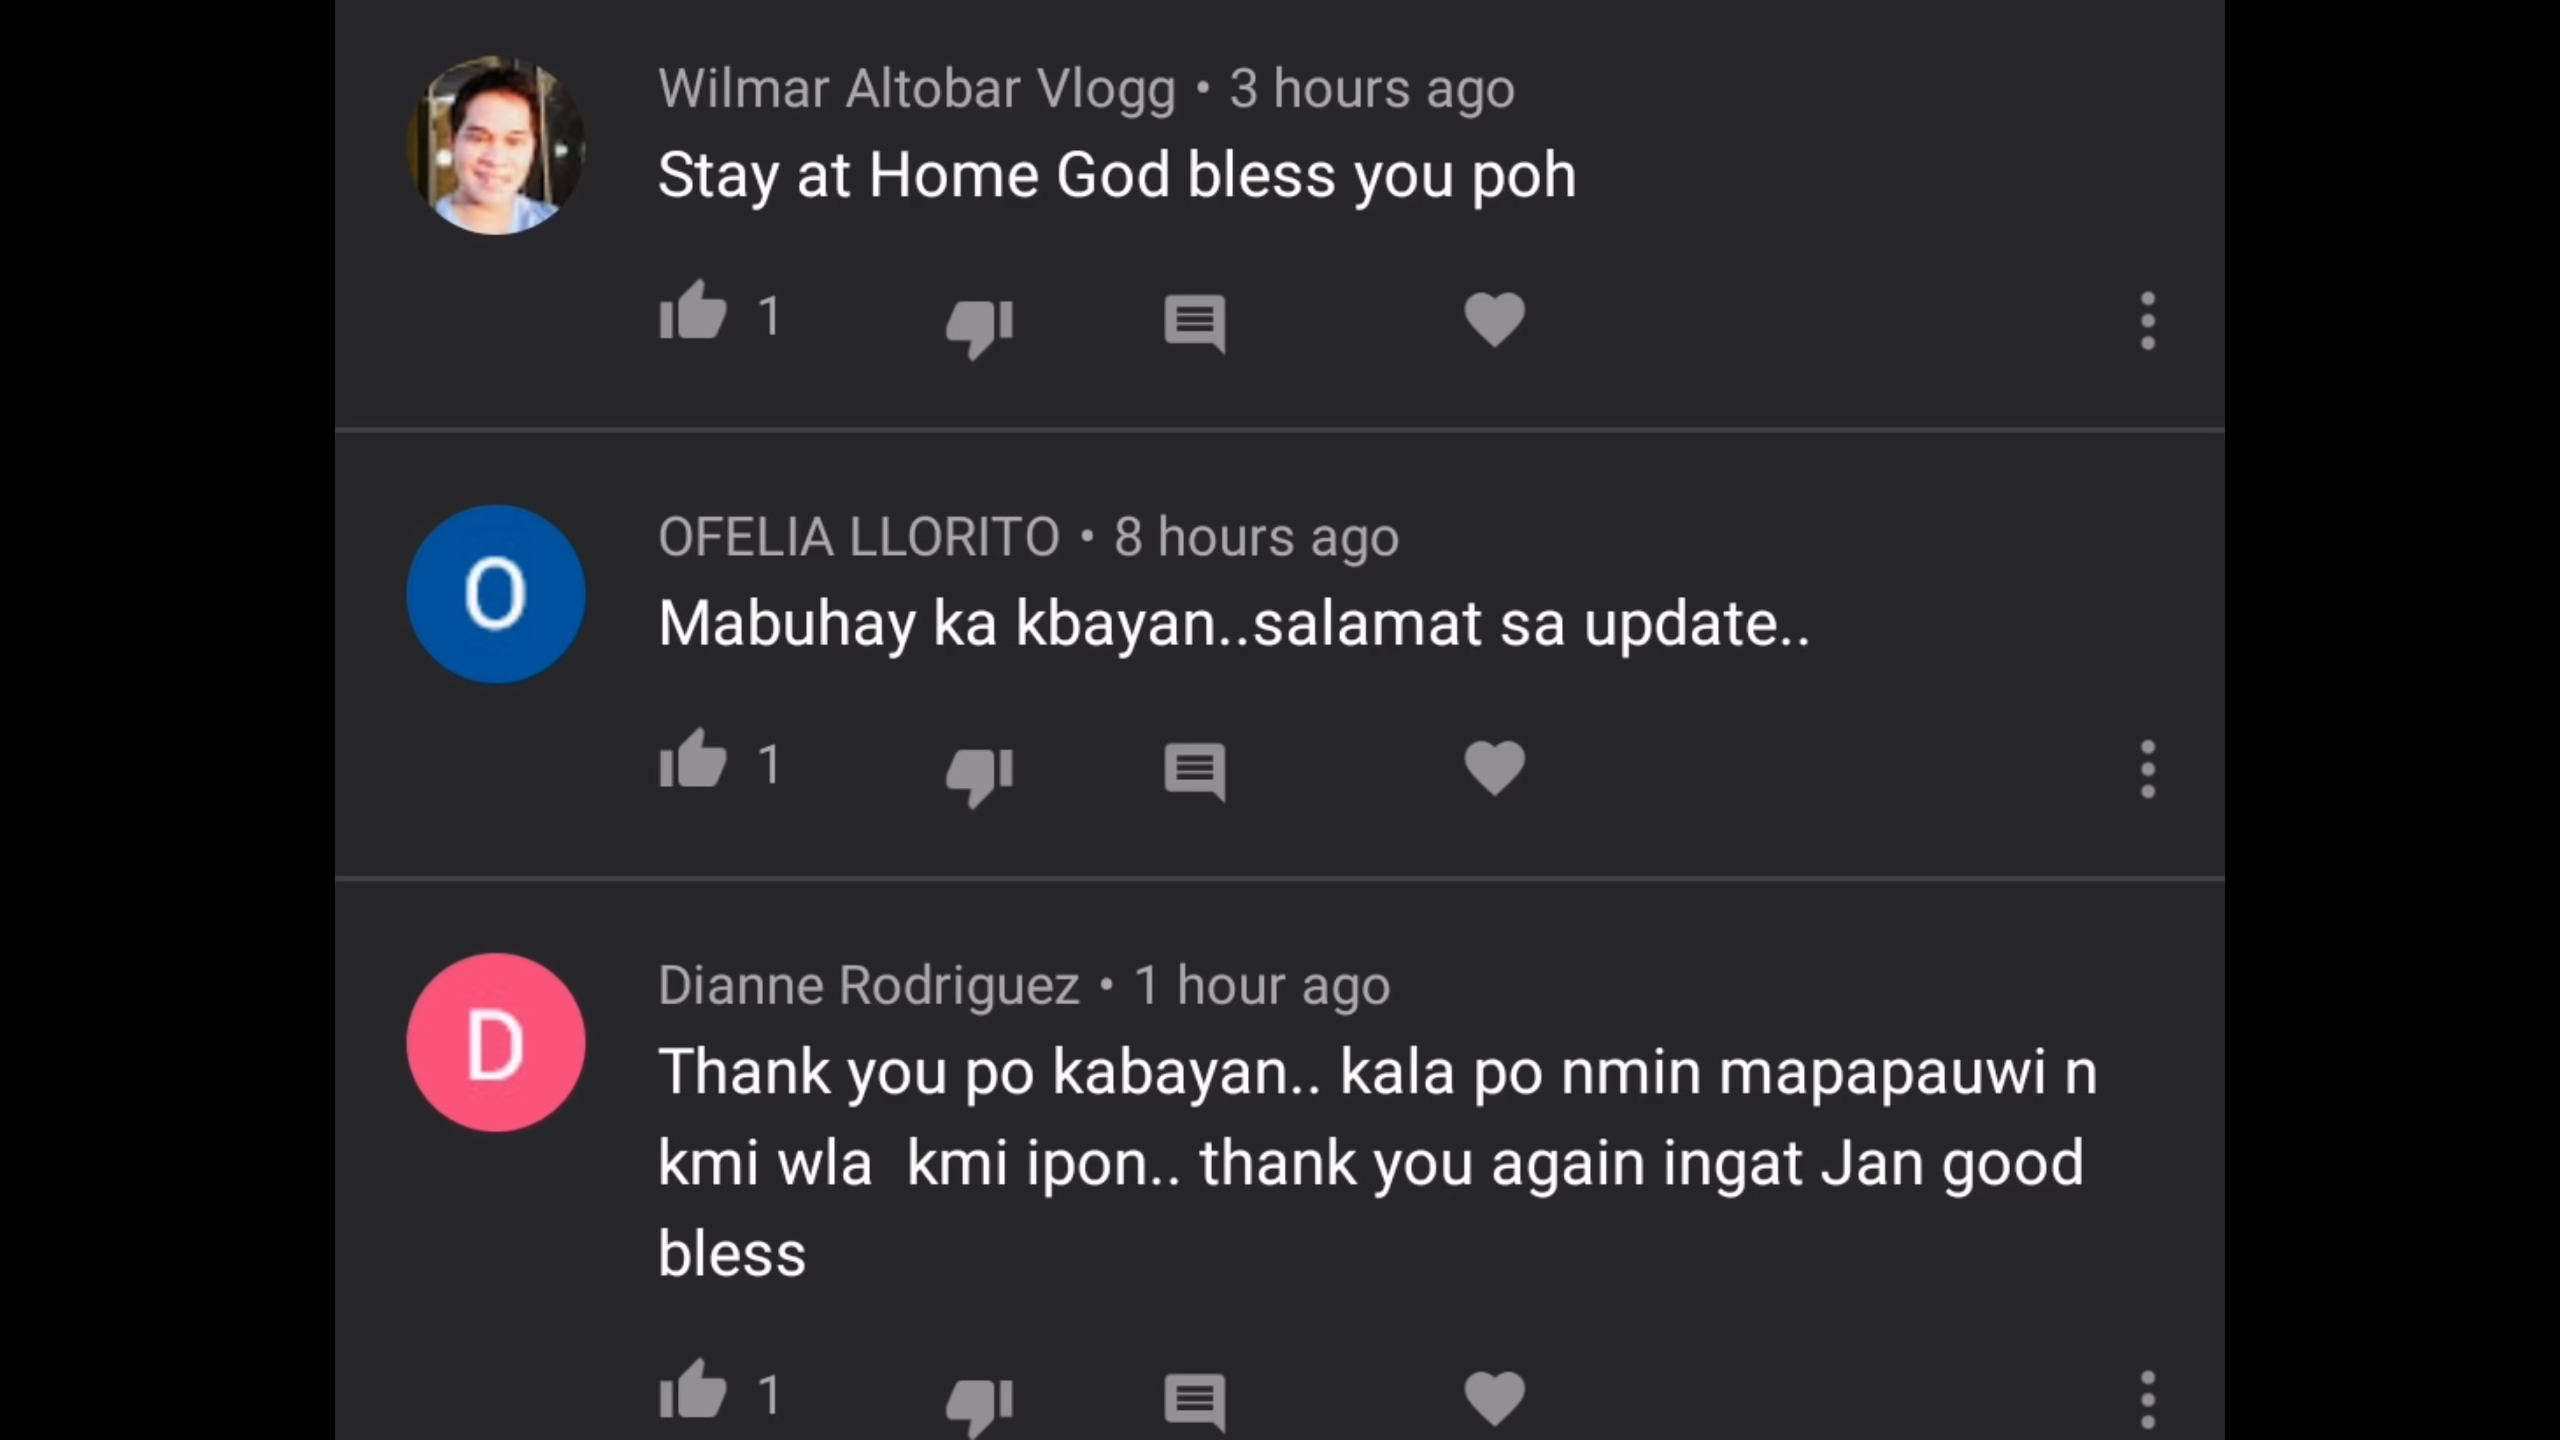 Wilmar Altobar Vlogg • 3 hours ago
Stay at Home God bless you poh
1
O
OFELIA LLORITO • 8 hours ago
Mabuhay ka kbayan..salamat sa update..
1
D
Dianne Rodriguez • 1 hour ago
Thank you po kabayan.. kala po nmin mapapauwi n
kmi wla  kmi ipon.. thank you again ingat Jan good
bless
1